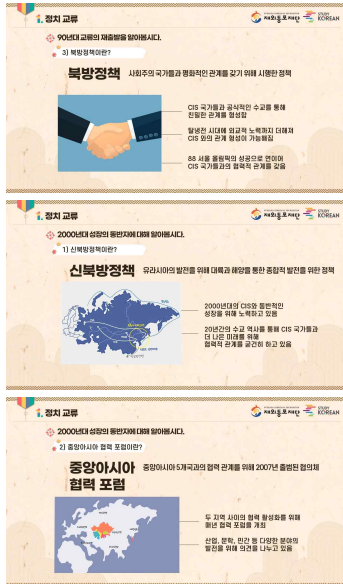 1. 정치 교류
재외동포재단
STUDY KOREAN
90년대 교류의 재출발을 알아봅시다.
3) 북방정책이란?
북방정책 사회주의 국가들과 평화적인 관계를 갖기 위해 시행한 정책
CIS 국가들과 공식적인 수교를 통해
친밀한 관계를 형성함
탈냉전 시대에 외교적 노력까지 더해져
CIS 와의 관계 형성이 가능해짐
88 서울 올림픽의 성공으로 연이어
CIS 국가들과의 협력적 관계를 갖음
1. 정치 교류
재외동포재단
STUDY KOREAN
2000년대 성장의 동반자에 대해 알아봅시다.
1) 신북방정책이란?
신북방정책 유라시아의 발전을 위해 대륙과 해양을 통한 종합적 발전을 위한 정책
2000년대의 CIS와 동반적인
성장을 위해 노력하고 있음
20년간의 수교 역사를 통해 CIS 국가들과
더 나은 미래를 위해
협력적 관계를 굳건히 하고 있음
1. 정치 교류
재외동포재단
STUDY KOREAN
2000년대 성장의 동반자에 대해 알아봅시다.
2) 중앙아시아 협력 포럼이란?
중앙아시아 중앙아시아 5개국과의 협력 관계를 위해 2007년 출범된 협의체
협력 포럼
두 지역 사이의 협력 활성화를 위해
매년 협력 포럼을 개최
산업, 문학, 민간 등 다양한 분야의
발전을 위해 의견을 나누고 있음